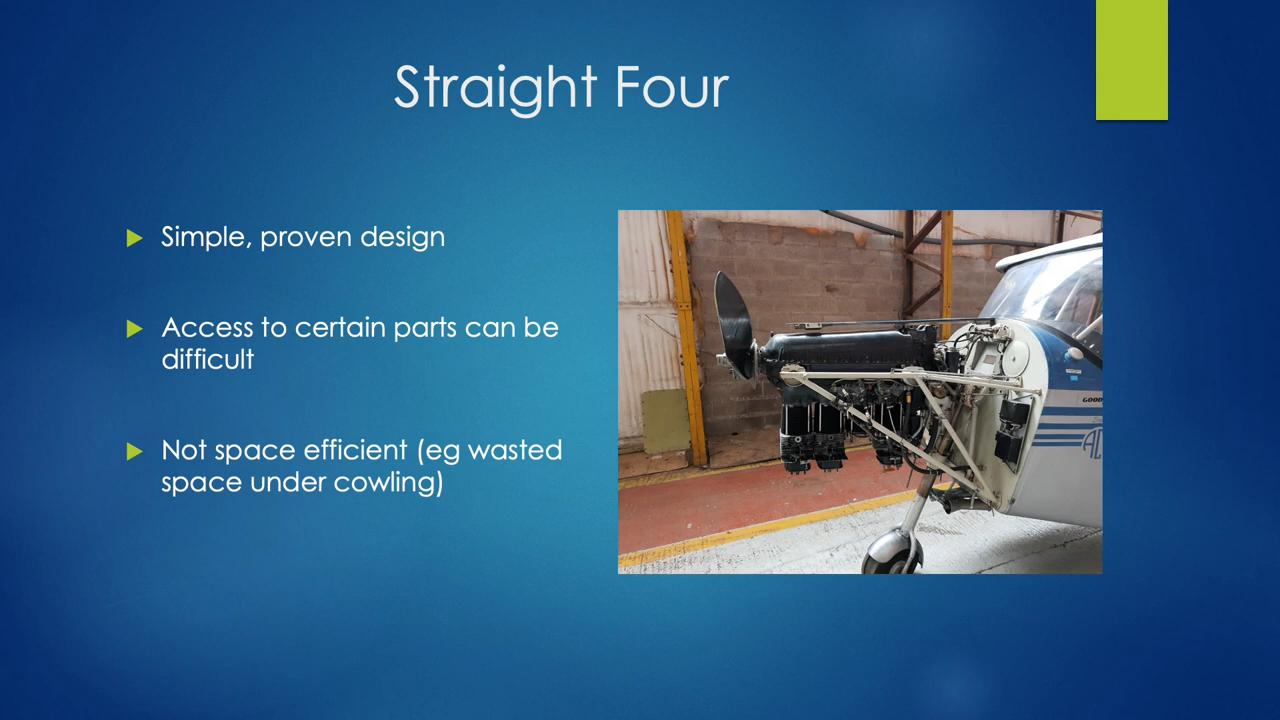 Straight Four
Simple, proven design
Access to certain parts can be
difficult
Not space efficient (eg wasted
space under cowling)
GOOD